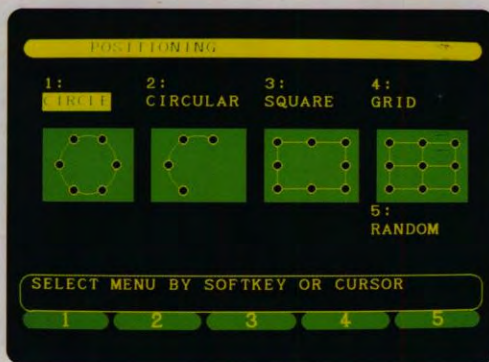 POSITIONING
1: 2: 3: 4:
CIRCLE CIRCULAR SQUARE GRID
5:
RANDOM
SELECT MENU BY SOFTKEY OR CURSOR
1 2 3 4 5